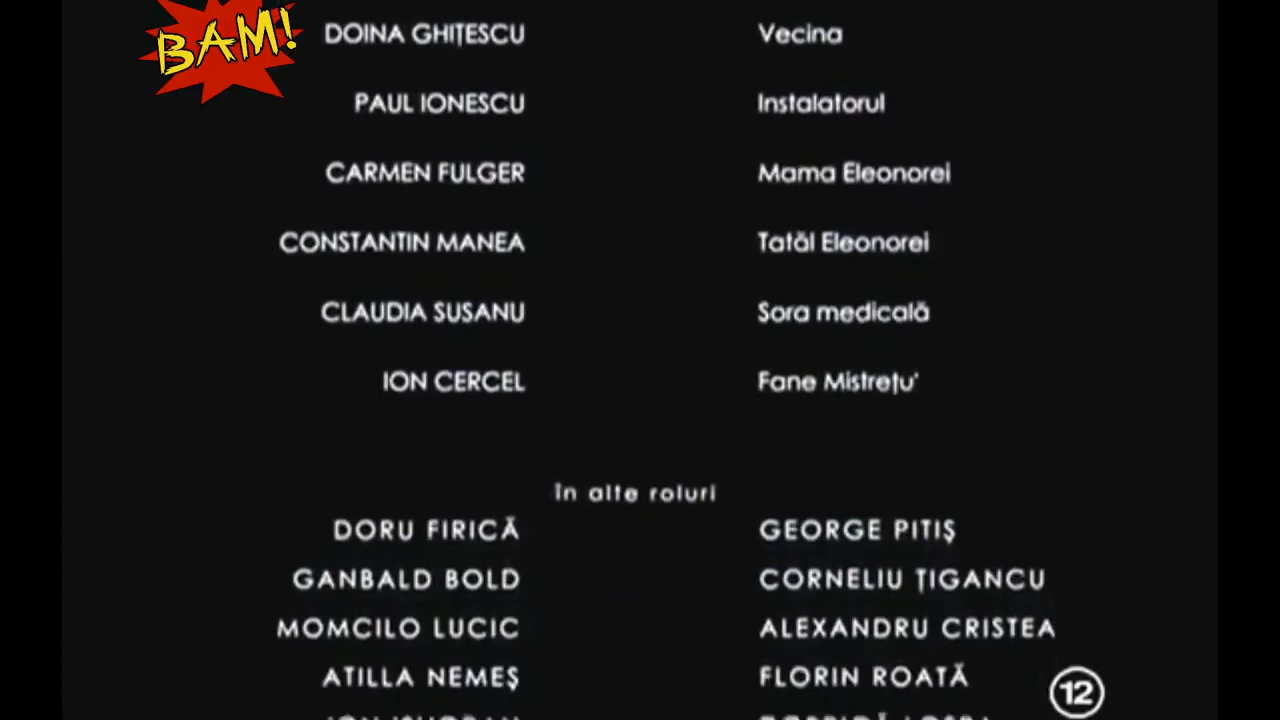 BAM!
DOINA GHIȚESCU Vecina
PAUL IONESCU Instalatorul
CARMEN FULGER Mama Eleonorei
CONSTANTIN MANEA Tatăl Eleonorei
CLAUDIA SUSANU Sora medicală
ION CERCEL Fane Mistrețu'
în alte roluri
DORU FIRICĂ GEORGE PITIȘ
GANBALD BOLD CORNELIU ȚIGANCU
MOMCILO LUCIC ALEXANDRU CRISTEA
ATILLA NEMEȘ FLORIN ROATĂ
12